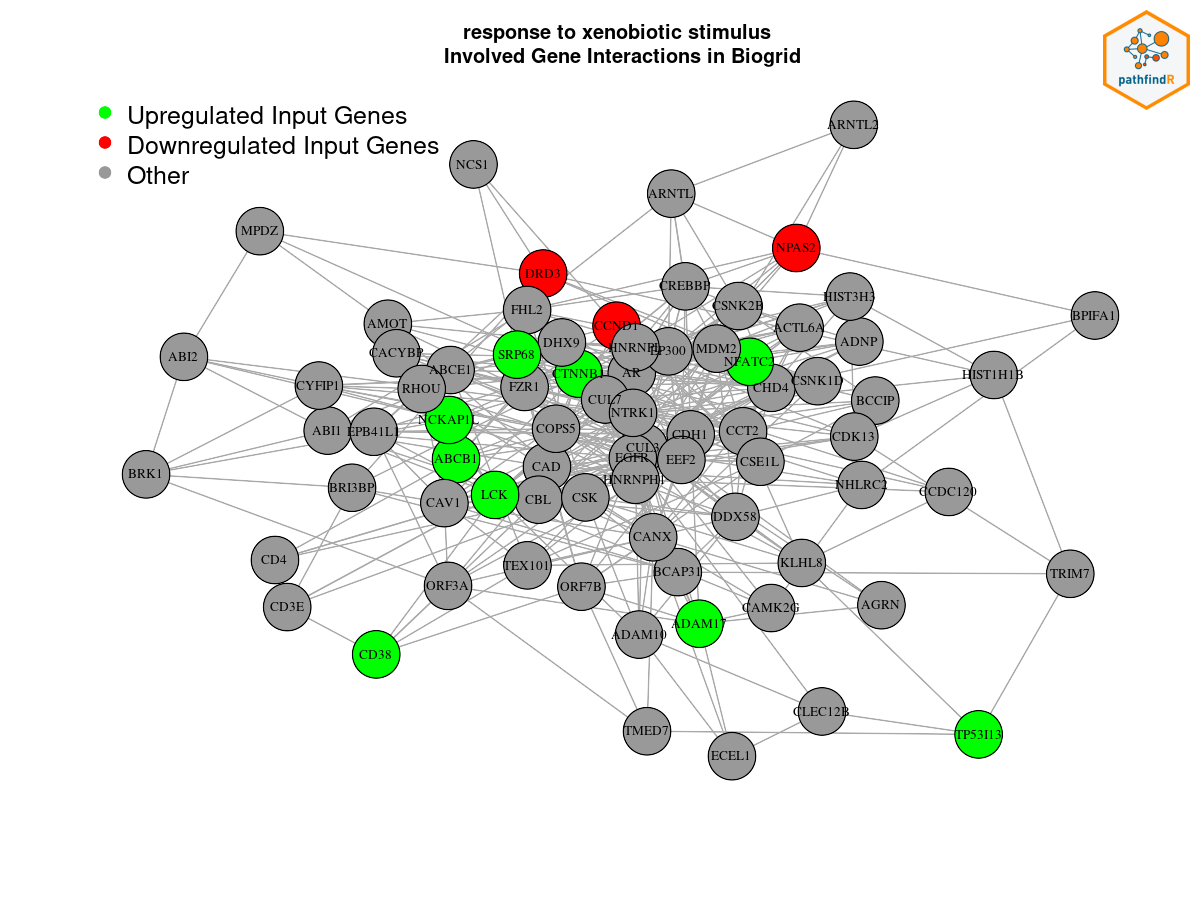 response to xenobiotic stimulus
Involved Gene Interactions in Biogrid
pathfindR
Upregulated Input Genes
Downregulated Input Genes
Other
ARNTL2
NCS1
ARNTL
MPDZ
NPAS2
DRD3
CREBBP
HIST3H3
CSNK2B
FHL2
BPIFA1
AMOT
CCND1
ACTL6A
DHX9
ADNP
MDM2
CACYBP
SRP68
EP300
ABI2
ABCE1
AR
HIST1H1B
CSNK1D
CYFIP1
RHOU
FZR1
CTNNB1
CHD4
CUL7
BCCIP
NTRK1
NCKAP1L
COPS5
ABI1
EPB41L1
CDH1
CCT2
CDK13
CUL3
EGFR
EEF2
CSE1L
ABCB1
CAD
BRK1
HNRNPH1
BRI3BP
NHLRC2
CCDC120
LCK
CBL
CSK
CAV1
DDX58
CANX
CD4
TEX101
KLHL8
BCAP31
TRIM7
ORF3A
ORF7B
CD3E
CAMK2G
AGRN
ADAM17
ADAM10
CD38
CLEC12B
TMED7
TP53I13
ECEL1